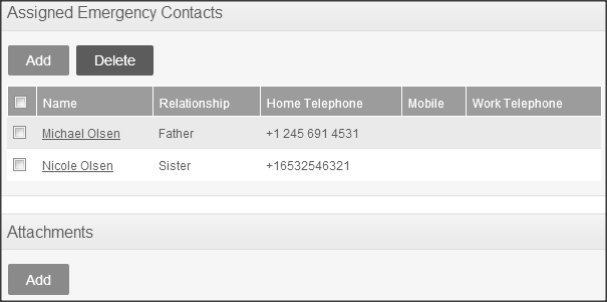 Assigned Emergency Contacts
Add Delete
Name Relationship Home Telephone Mobile Work Telephone
Michael Olsen Father +1 245 691 4531
Nicole Olsen Sister +16532546321
Attachments
Add